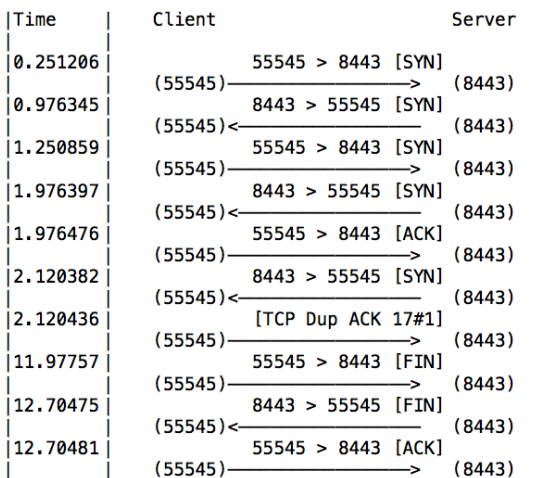 |Time | Client Server
| |
|0.251206| 55545 > 8443 [SYN]
| | (55545)——————————————————> (8443)
|0.976345| 8443 > 55545 [SYN]
| | (55545)<—————————————————— (8443)
|1.250859| 55545 > 8443 [SYN]
| | (55545)——————————————————> (8443)
|1.976397| 8443 > 55545 [SYN]
| | (55545)<—————————————————— (8443)
|1.976476| 55545 > 8443 [ACK]
| | (55545)——————————————————> (8443)
|2.120382| 8443 > 55545 [SYN]
| | (55545)<—————————————————— (8443)
|2.120436| [TCP Dup ACK 17#1]
| | (55545)——————————————————> (8443)
|11.97757| 55545 > 8443 [FIN]
| | (55545)——————————————————> (8443)
|12.70475| 8443 > 55545 [FIN]
| | (55545)<—————————————————— (8443)
|12.70481| 55545 > 8443 [ACK]
| | (55545)——————————————————> (8443)